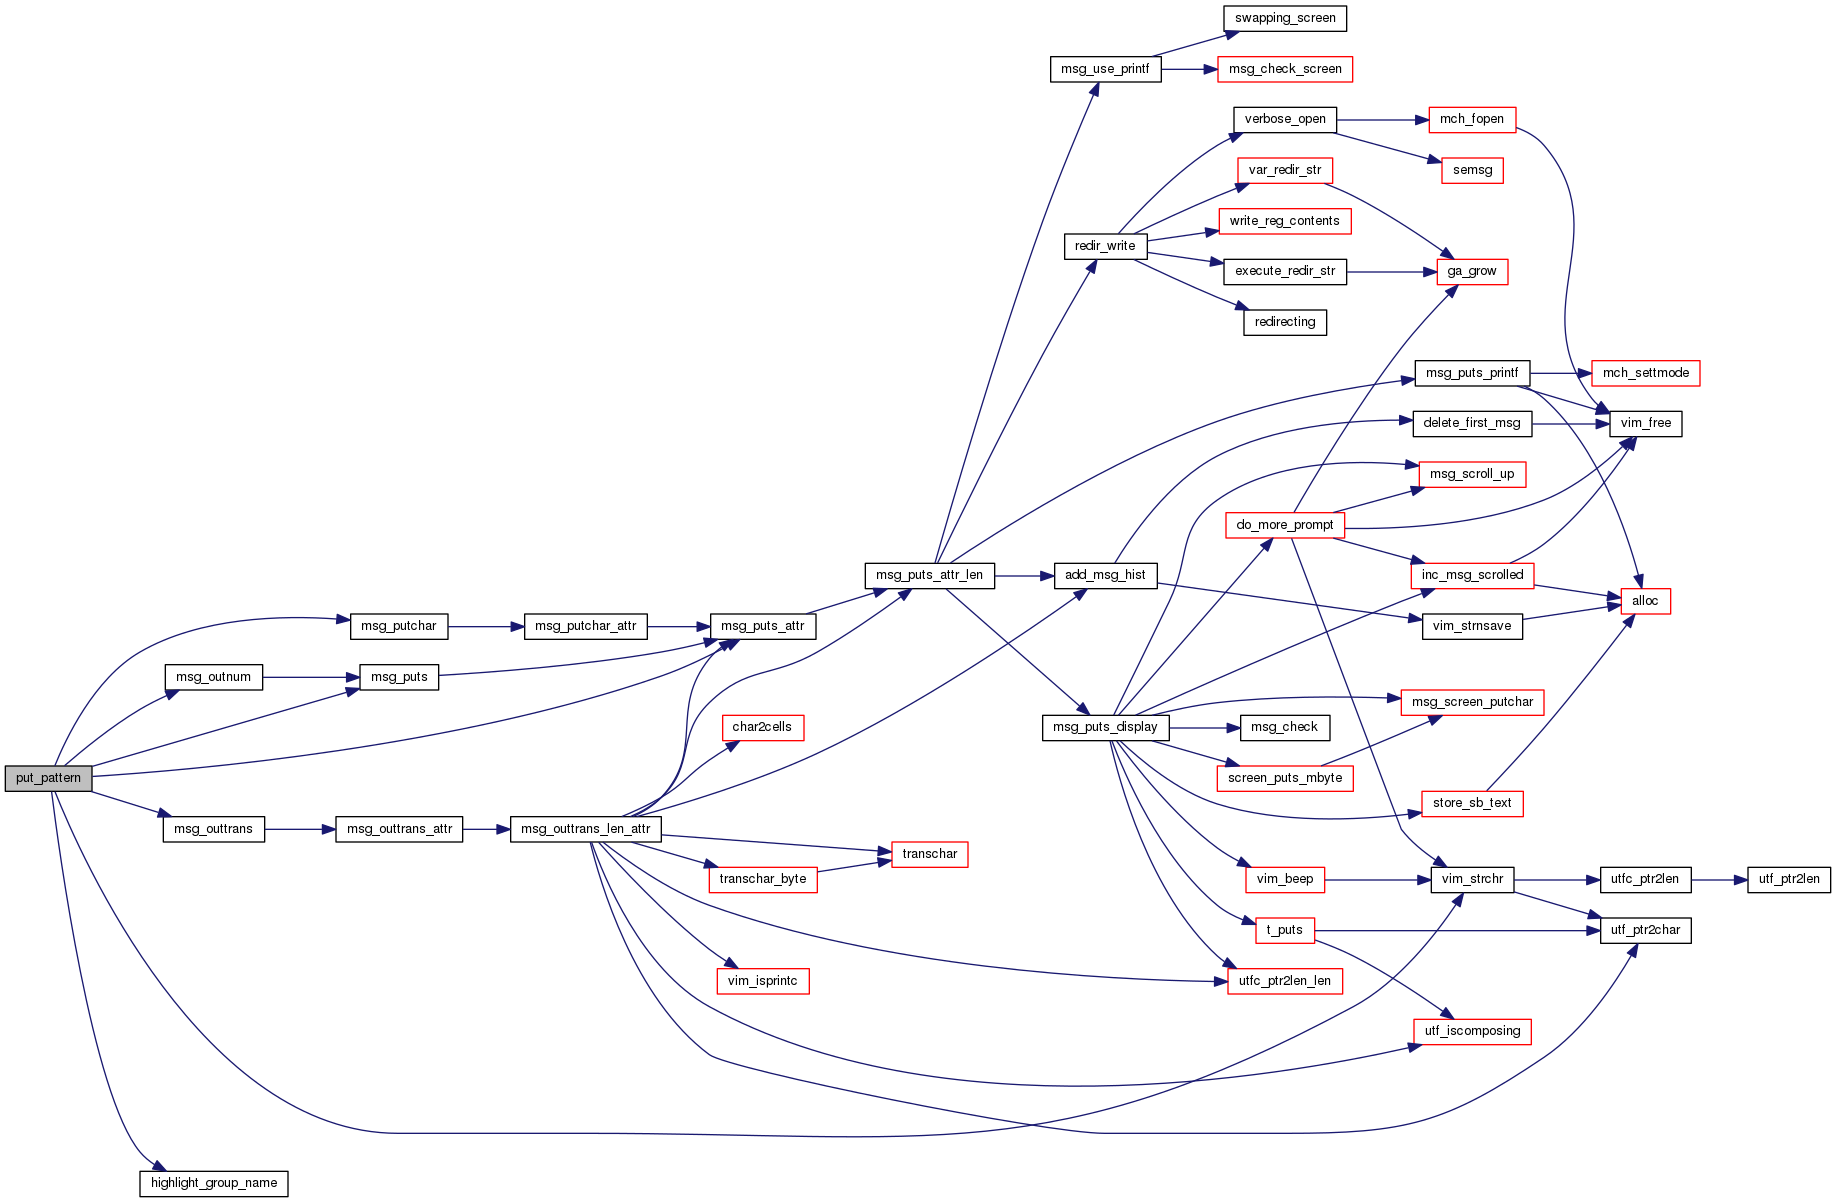 swapping_screen
msg_use_printf
msg_check_screen
verbose_open
mch_fopen
var_redir_str
semsg
write_reg_contents
redir_write
execute_redir_str
ga_grow
redirecting
msg_puts_printf
mch_settmode
delete_first_msg
vim_free
msg_scroll_up
do_more_prompt
msg_puts_attr_len
add_msg_hist
inc_msg_scrolled
alloc
msg_putchar
msg_putchar_attr
msg_puts_attr
vim_strnsave
msg_outnum
msg_puts
msg_screen_putchar
char2cells
msg_puts_display
msg_check
put_pattern
screen_puts_mbyte
store_sb_text
msg_outtrans
msg_outtrans_attr
msg_outtrans_len_attr
transchar
transchar_byte
vim_beep
vim_strchr
utfc_ptr2len
utf_ptr2len
t_puts
utf_ptr2char
vim_isprintc
utfc_ptr2len_len
utf_iscomposing
highlight_group_name